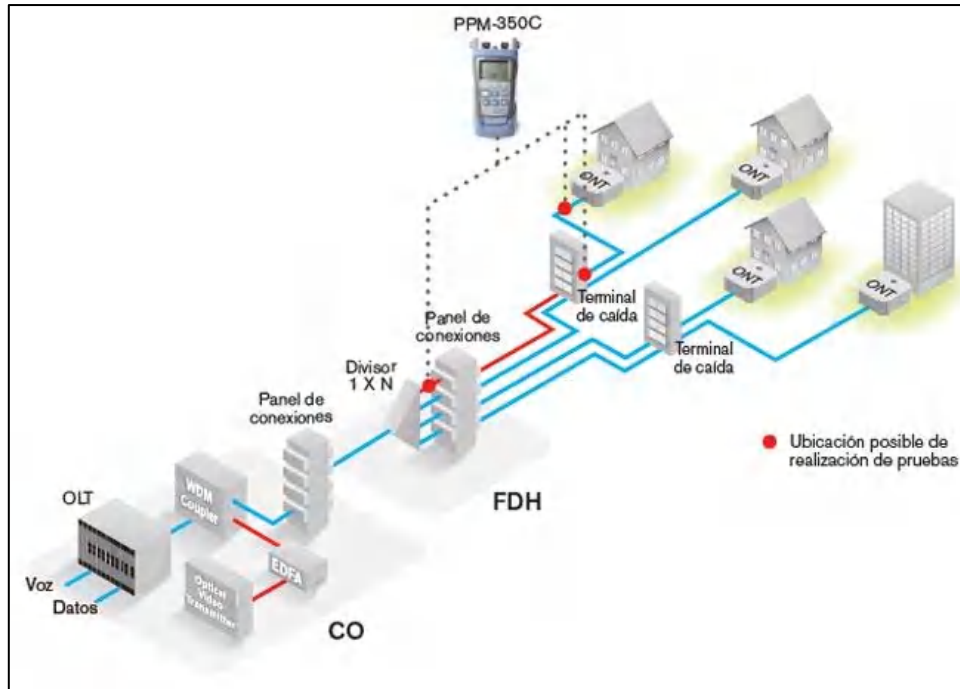 PPM-350C
ONT
ONT
ONT
ONT
Terminal
de caída
Terminal
de caída
Panel de
conexiones
Divisor
1 X N
Panel de
conexiones
Ubicación posible de
realización de pruebas
FDH
OLT
WDM
Coupler
EDFA
Optical
Video
Transmitter
Voz
Datos
CO